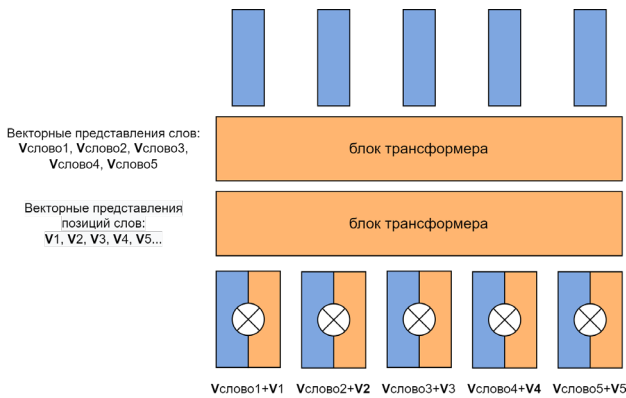 Векторные представления слов:
Vслово1, Vслово2, Vслово3,
Vслово4, Vслово5
блок трансформера
Векторные представления
позиций слов:
V1, V2, V3, V4, V5...
блок трансформера
Vслово1+V1 Vслово2+V2 Vслово3+V3 Vслово4+V4 Vслово5+V5